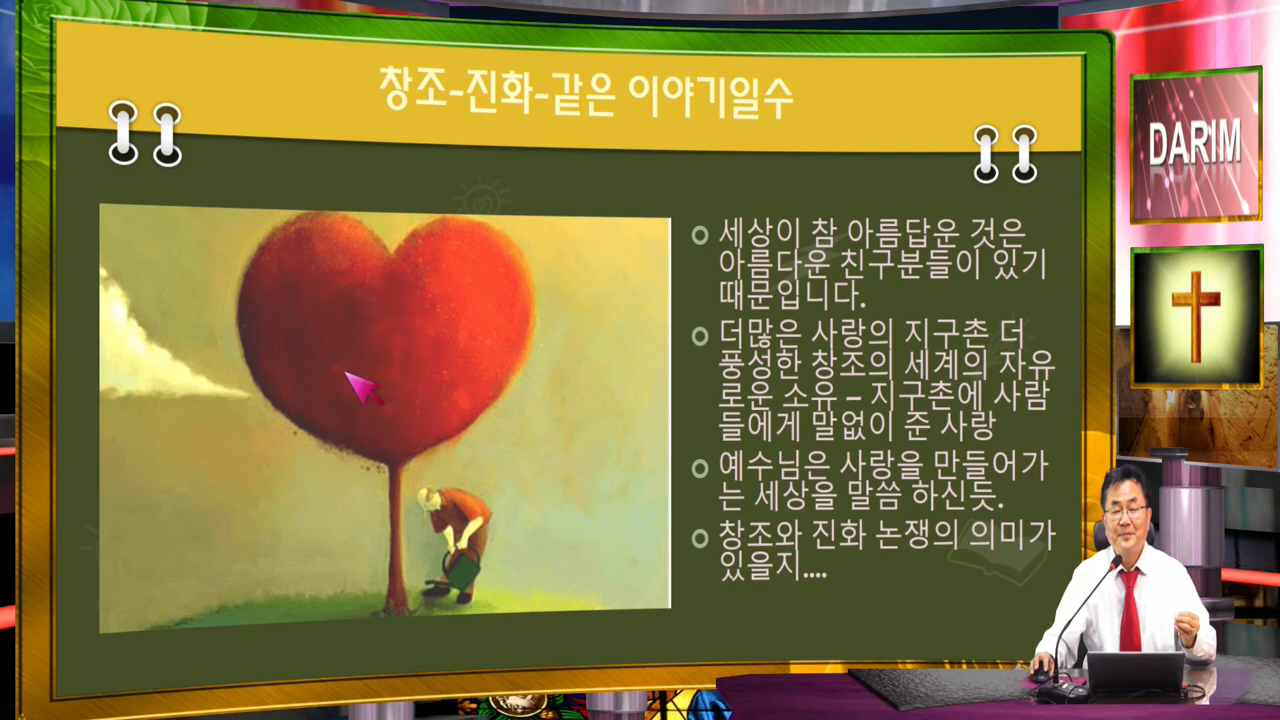 창조-진화-같은 이야기일수
세상이 참 아름답운 것은
아름다운 친구분들이 있기
때문입니다.
더많은 사랑의 지구촌 더
풍성한 창조의 세계의 자유
로운 소유 – 지구촌에 사람
들에게 말없이 준 사랑
예수님은 사랑을 만들어가
는 세상을 말씀 하신듯.
창조와 진화 논쟁의 의미가
있을지....
DARIM